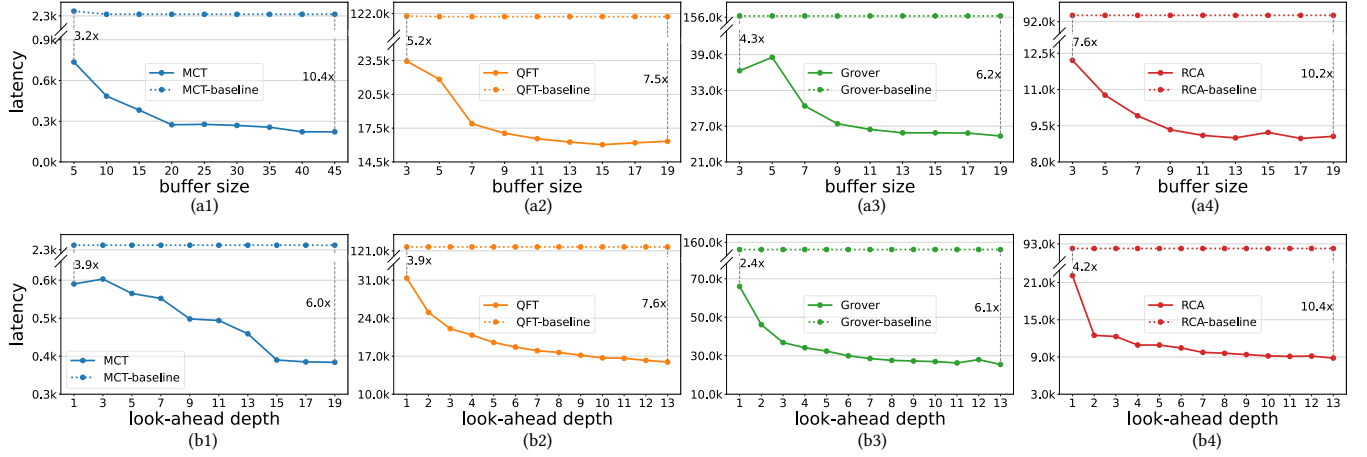 latency
2.3k
0.9k
0.6k
0.3k
0.0k
3.2x
10.4x
MCT
MCT-baseline
5 10 15 20 25 30 35 40 45
buffer size
(a1)
122.0k
23.5k
20.5k
17.5k
14.5k
5.2x
7.5x
QFT
QFT-baseline
3 5 7 9 11 13 15 17 19
buffer size
(a2)
156.0k
39.0k
33.0k
27.0k
21.0k
4.3x
6.2x
Grover
Grover-baseline
3 5 7 9 11 13 15 17 19
buffer size
(a3)
92.0k
12.5k
11.0k
9.5k
8.0k
7.6x
10.2x
RCA
RCA-baseline
3 5 7 9 11 13 15 17 19
buffer size
(a4)
latency
2.3k
0.6k
0.5k
0.4k
0.3k
3.9x
6.0x
MCT
MCT-baseline
1 3 5 7 9 11 13 15 17 19
look-ahead depth
(b1)
121.0k
31.0k
24.0k
17.0k
10.0k
3.9x
7.6x
QFT
QFT-baseline
1 2 3 4 5 6 7 8 9 10 11 12 13
look-ahead depth
(b2)
160.0k
70.0k
50.0k
30.0k
10.0k
2.4x
6.1x
Grover
Grover-baseline
1 2 3 4 5 6 7 8 9 10 11 12 13
look-ahead depth
(b3)
93.0k
21.0k
15.0k
9.0k
3.0k
4.2x
10.4x
RCA
RCA-baseline
1 2 3 4 5 6 7 8 9 10 11 12 13
look-ahead depth
(b4)